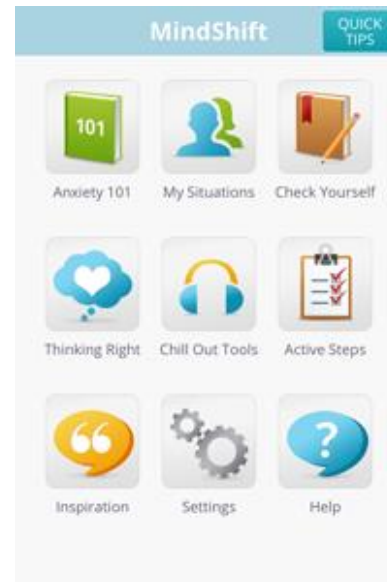 MindShift
QUICK
TIPS
101
Anxiety 101
My Situations
Check Yourself
Thinking Right
Chill Out Tools
Active Steps
Inspiration
Settings
?
Help